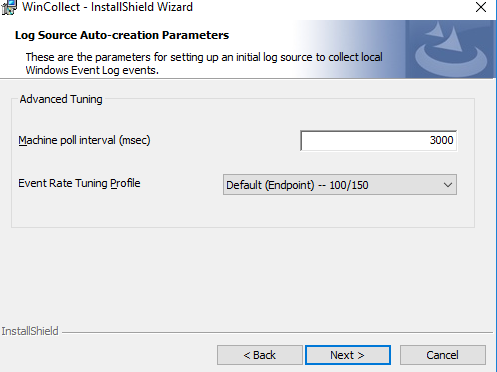 WinCollect - InstallShield Wizard
Log Source Auto-creation Parameters
These are the parameters for setting up an initial log source to collect local
Windows Event Log events.
Advanced Tuning
Machine poll interval (msec)
3000
Event Rate Tuning Profile
Default (Endpoint) -- 100/150
InstallShield
< Back
Next >
Cancel